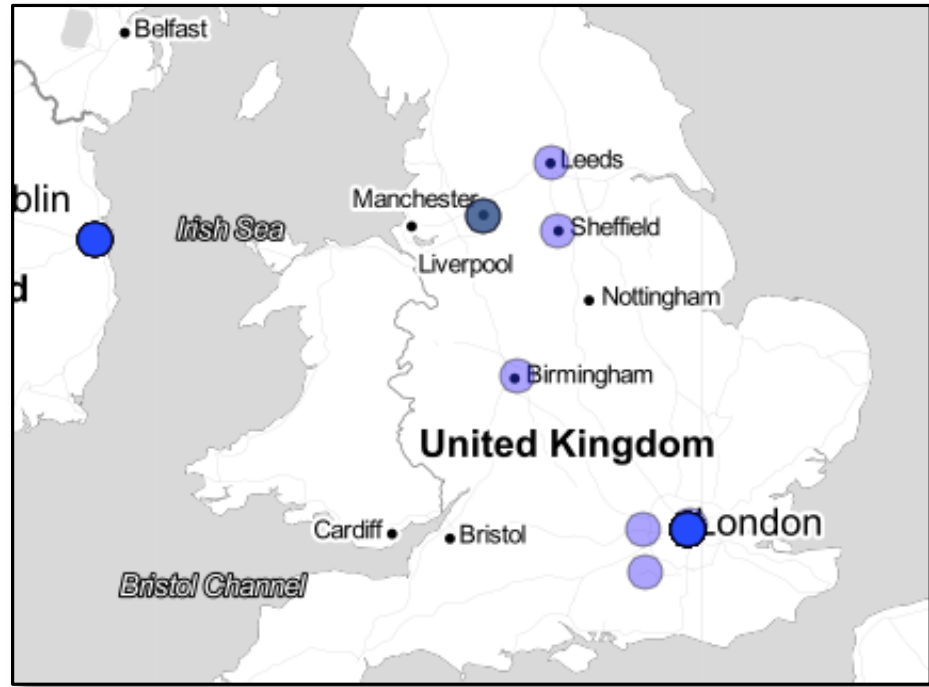 Belfast
Leeds
blin
Manchester
Irish Sea
Sheffield
Liverpool
d
Nottingham
Birmingham
United Kingdom
London
Cardiff
Bristol
Bristol Channel